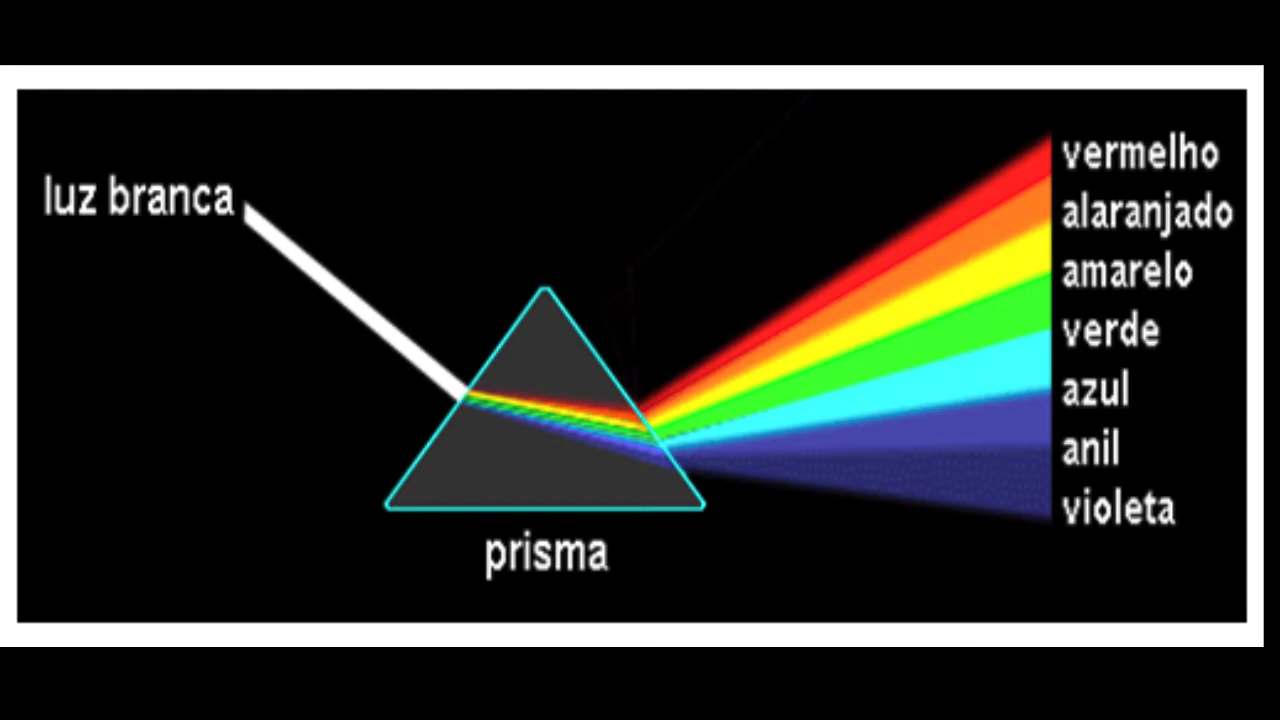 luz branca
prisma
vermelho
alaranjado
amarelo
verde
azul
anil
violeta